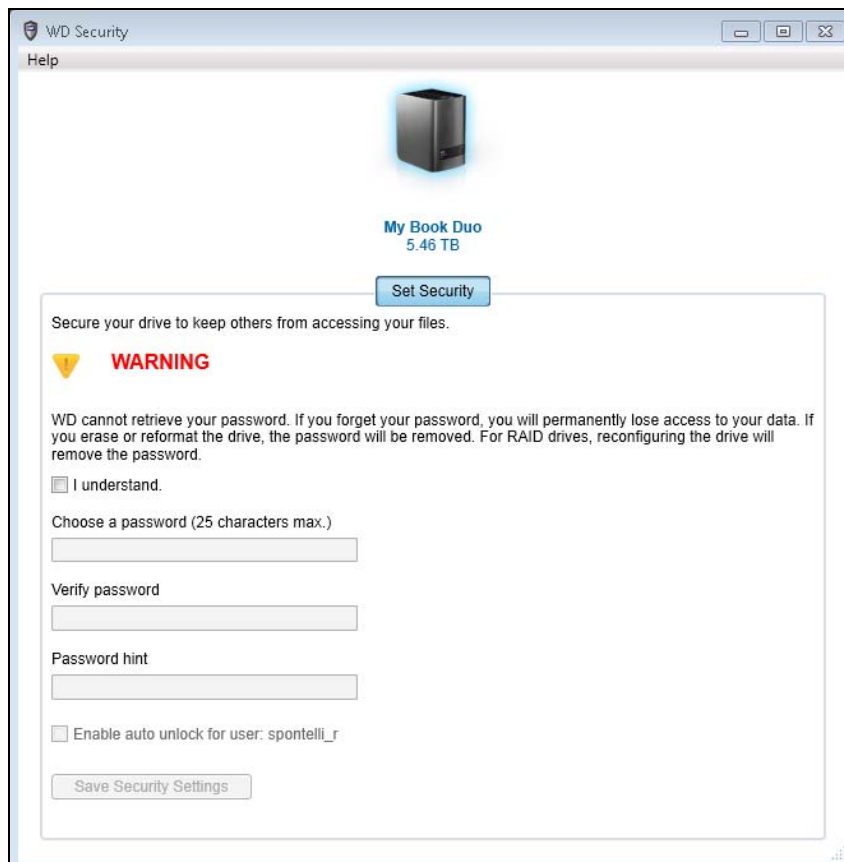 WD Security
Help
My Book Duo
5.46 TB
Set Security
Secure your drive to keep others from accessing your files.
WARNING
WD cannot retrieve your password. If you forget your password, you will permanently lose access to your data. If
you erase or reformat the drive, the password will be removed. For RAID drives, reconfiguring the drive will
remove the password.
I understand.
Choose a password (25 characters max.)
Verify password
Password hint
Enable auto unlock for user: spontelli_r
Save Security Settings